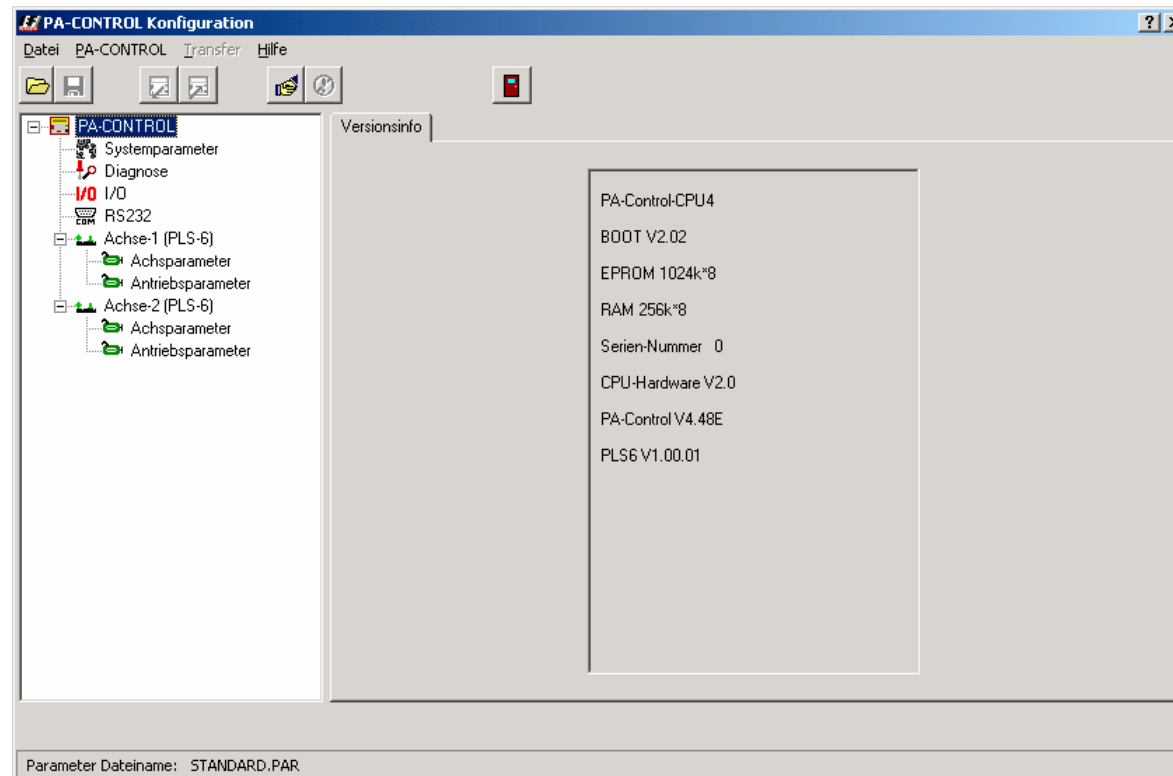 PA-CONTROL Konfiguration
Datei PA-CONTROL Transfer Hilfe
PA-CONTROL
Systemparameter
Diagnose
I/O I/O
COM RS232
Achse-1 (PLS-6)
Achsparameter
Antriebsparameter
Achse-2 (PLS-6)
Achsparameter
Antriebsparameter
Versionsinfo
PA-Control-CPU4
BOOT V2.02
EPROM 1024k*8
RAM 256k*8
Serien-Nummer 0
CPU-Hardware V2.0
PA-Control V4.48E
PLS6 V1.00.01
Parameter Dateiname: STANDARD.PAR